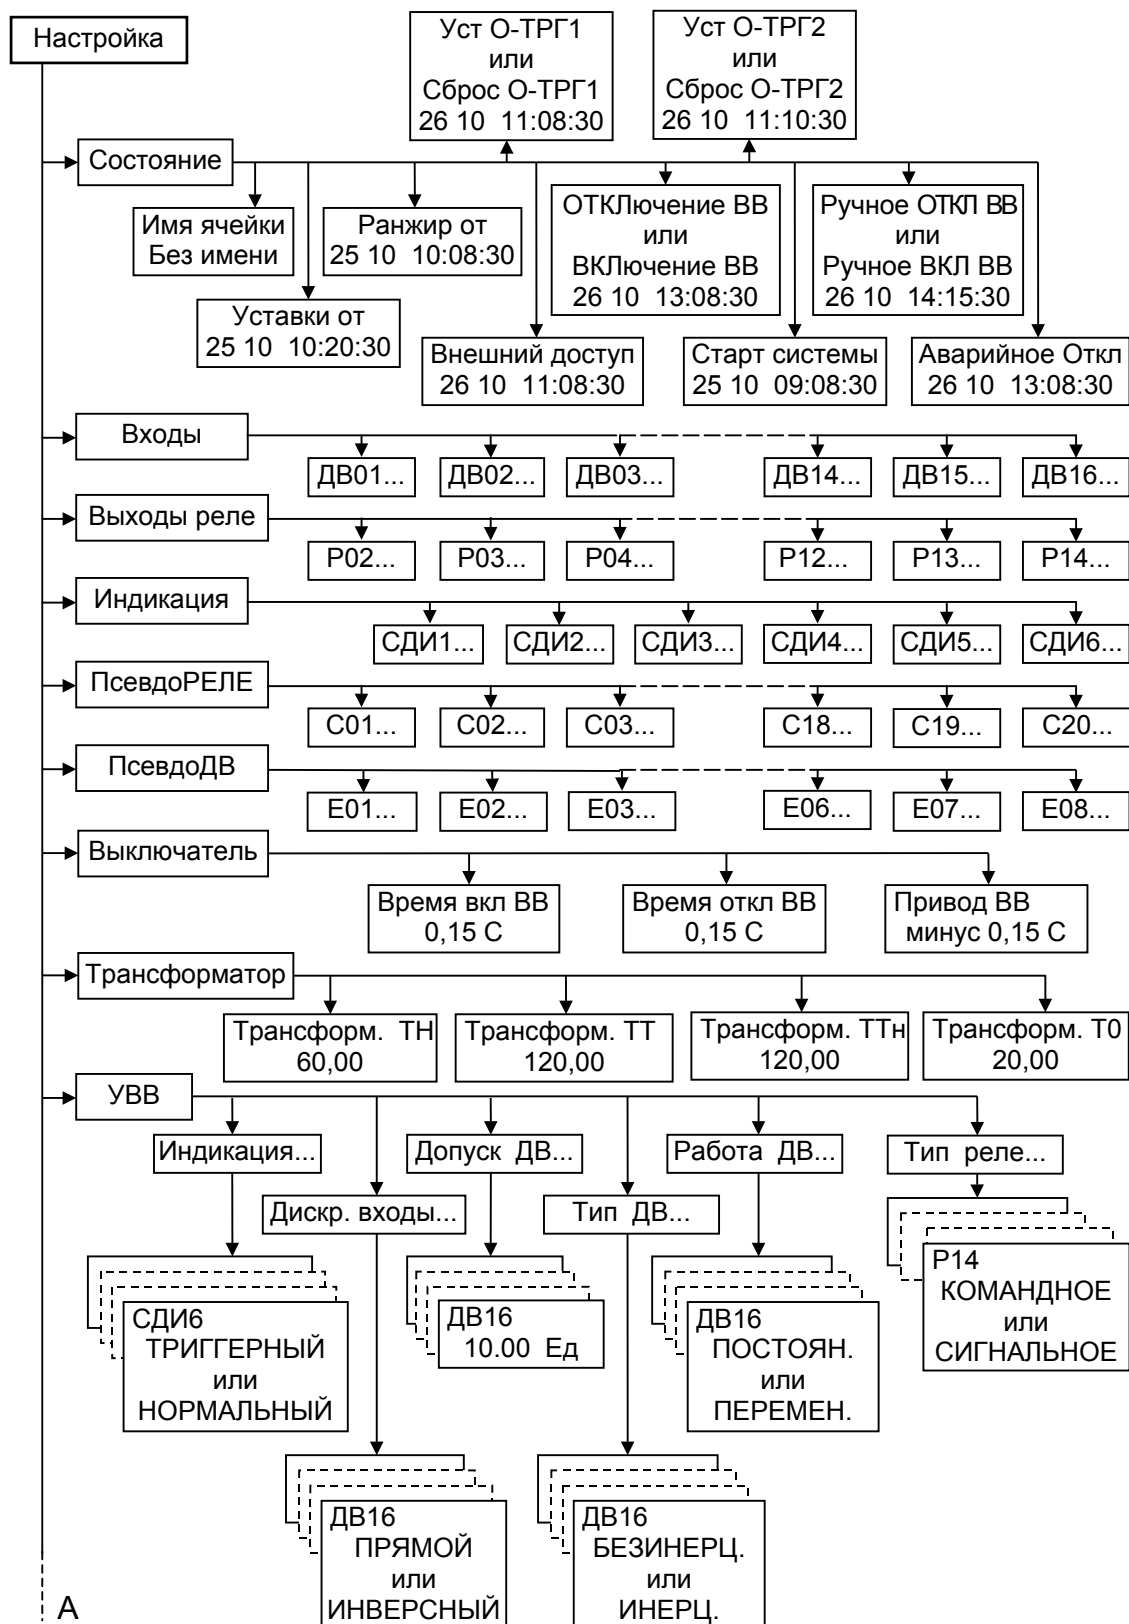 Настройка
Уст О-ТРГ1
или
Сброс О-ТРГ1
26 10 11:08:30
Уст О-ТРГ2
или
Сброс О-ТРГ2
26 10 11:10:30
Состояние
Имя ячейки
Без имени
Ранжир от
25 10 10:08:30
ОТКЛючение ВВ
или
ВКЛючение ВВ
26 10 13:08:30
Ручное ОТКЛ ВВ
или
Ручное ВКЛ ВВ
26 10 14:15:30
Уставки от
25 10 10:20:30
Внешний доступ
26 10 11:08:30
Старт системы
25 10 09:08:30
Аварийное Откл
26 10 13:08:30
Входы
ДВ01...
ДВ02...
ДВ03...
ДВ14...
ДВ15...
ДВ16...
Выходы реле
Р02...
Р03...
Р04...
Р12...
Р13...
Р14...
Индикация
СДИ1...
СДИ2...
СДИ3...
СДИ4...
СДИ5...
СДИ6...
ПсевдоРЕЛЕ
С01...
С02...
С03...
С18...
С19...
С20...
ПсевдоДВ
Е01...
Е02...
Е03...
Е06...
Е07...
Е08...
Выключатель
Время вкл ВВ
0,15 С
Время откл ВВ
0,15 С
Привод ВВ
минус 0,15 С
Трансформатор
Трансформ. ТН
60,00
Трансформ. ТТ
120,00
Трансформ. ТТн
120,00
Трансформ. Т0
20,00
УВВ
Индикация...
Допуск ДВ...
Работа ДВ...
Тип реле...
Дискр. входы...
Тип ДВ...
СДИ6
ТРИГГЕРНЫЙ
или
НОРМАЛЬНЫЙ
ДВ16
10.00 Ед
ДВ16
ПОСТОЯН.
или
ПЕРЕМЕН.
Р14
КОМАНДНОЕ
или
СИГНАЛЬНОЕ
ДВ16
ПРЯМОЙ
или
ИНВЕРСНЫЙ
ДВ16
БЕЗИНЕРЦ.
или
ИНЕРЦ.
А